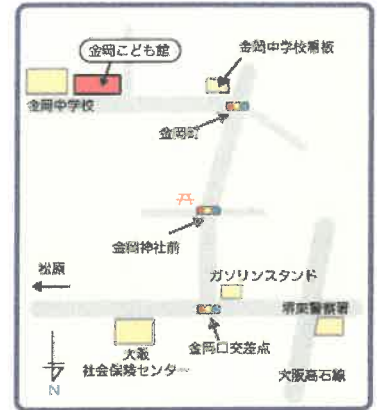 金岡こども館
金岡中学校看板
金岡中学校
金岡町
金岡神社前
松原
ガソリンスタンド
堺東警察署
大阪
社会保険センター
金岡口交差点
大阪高石線
N